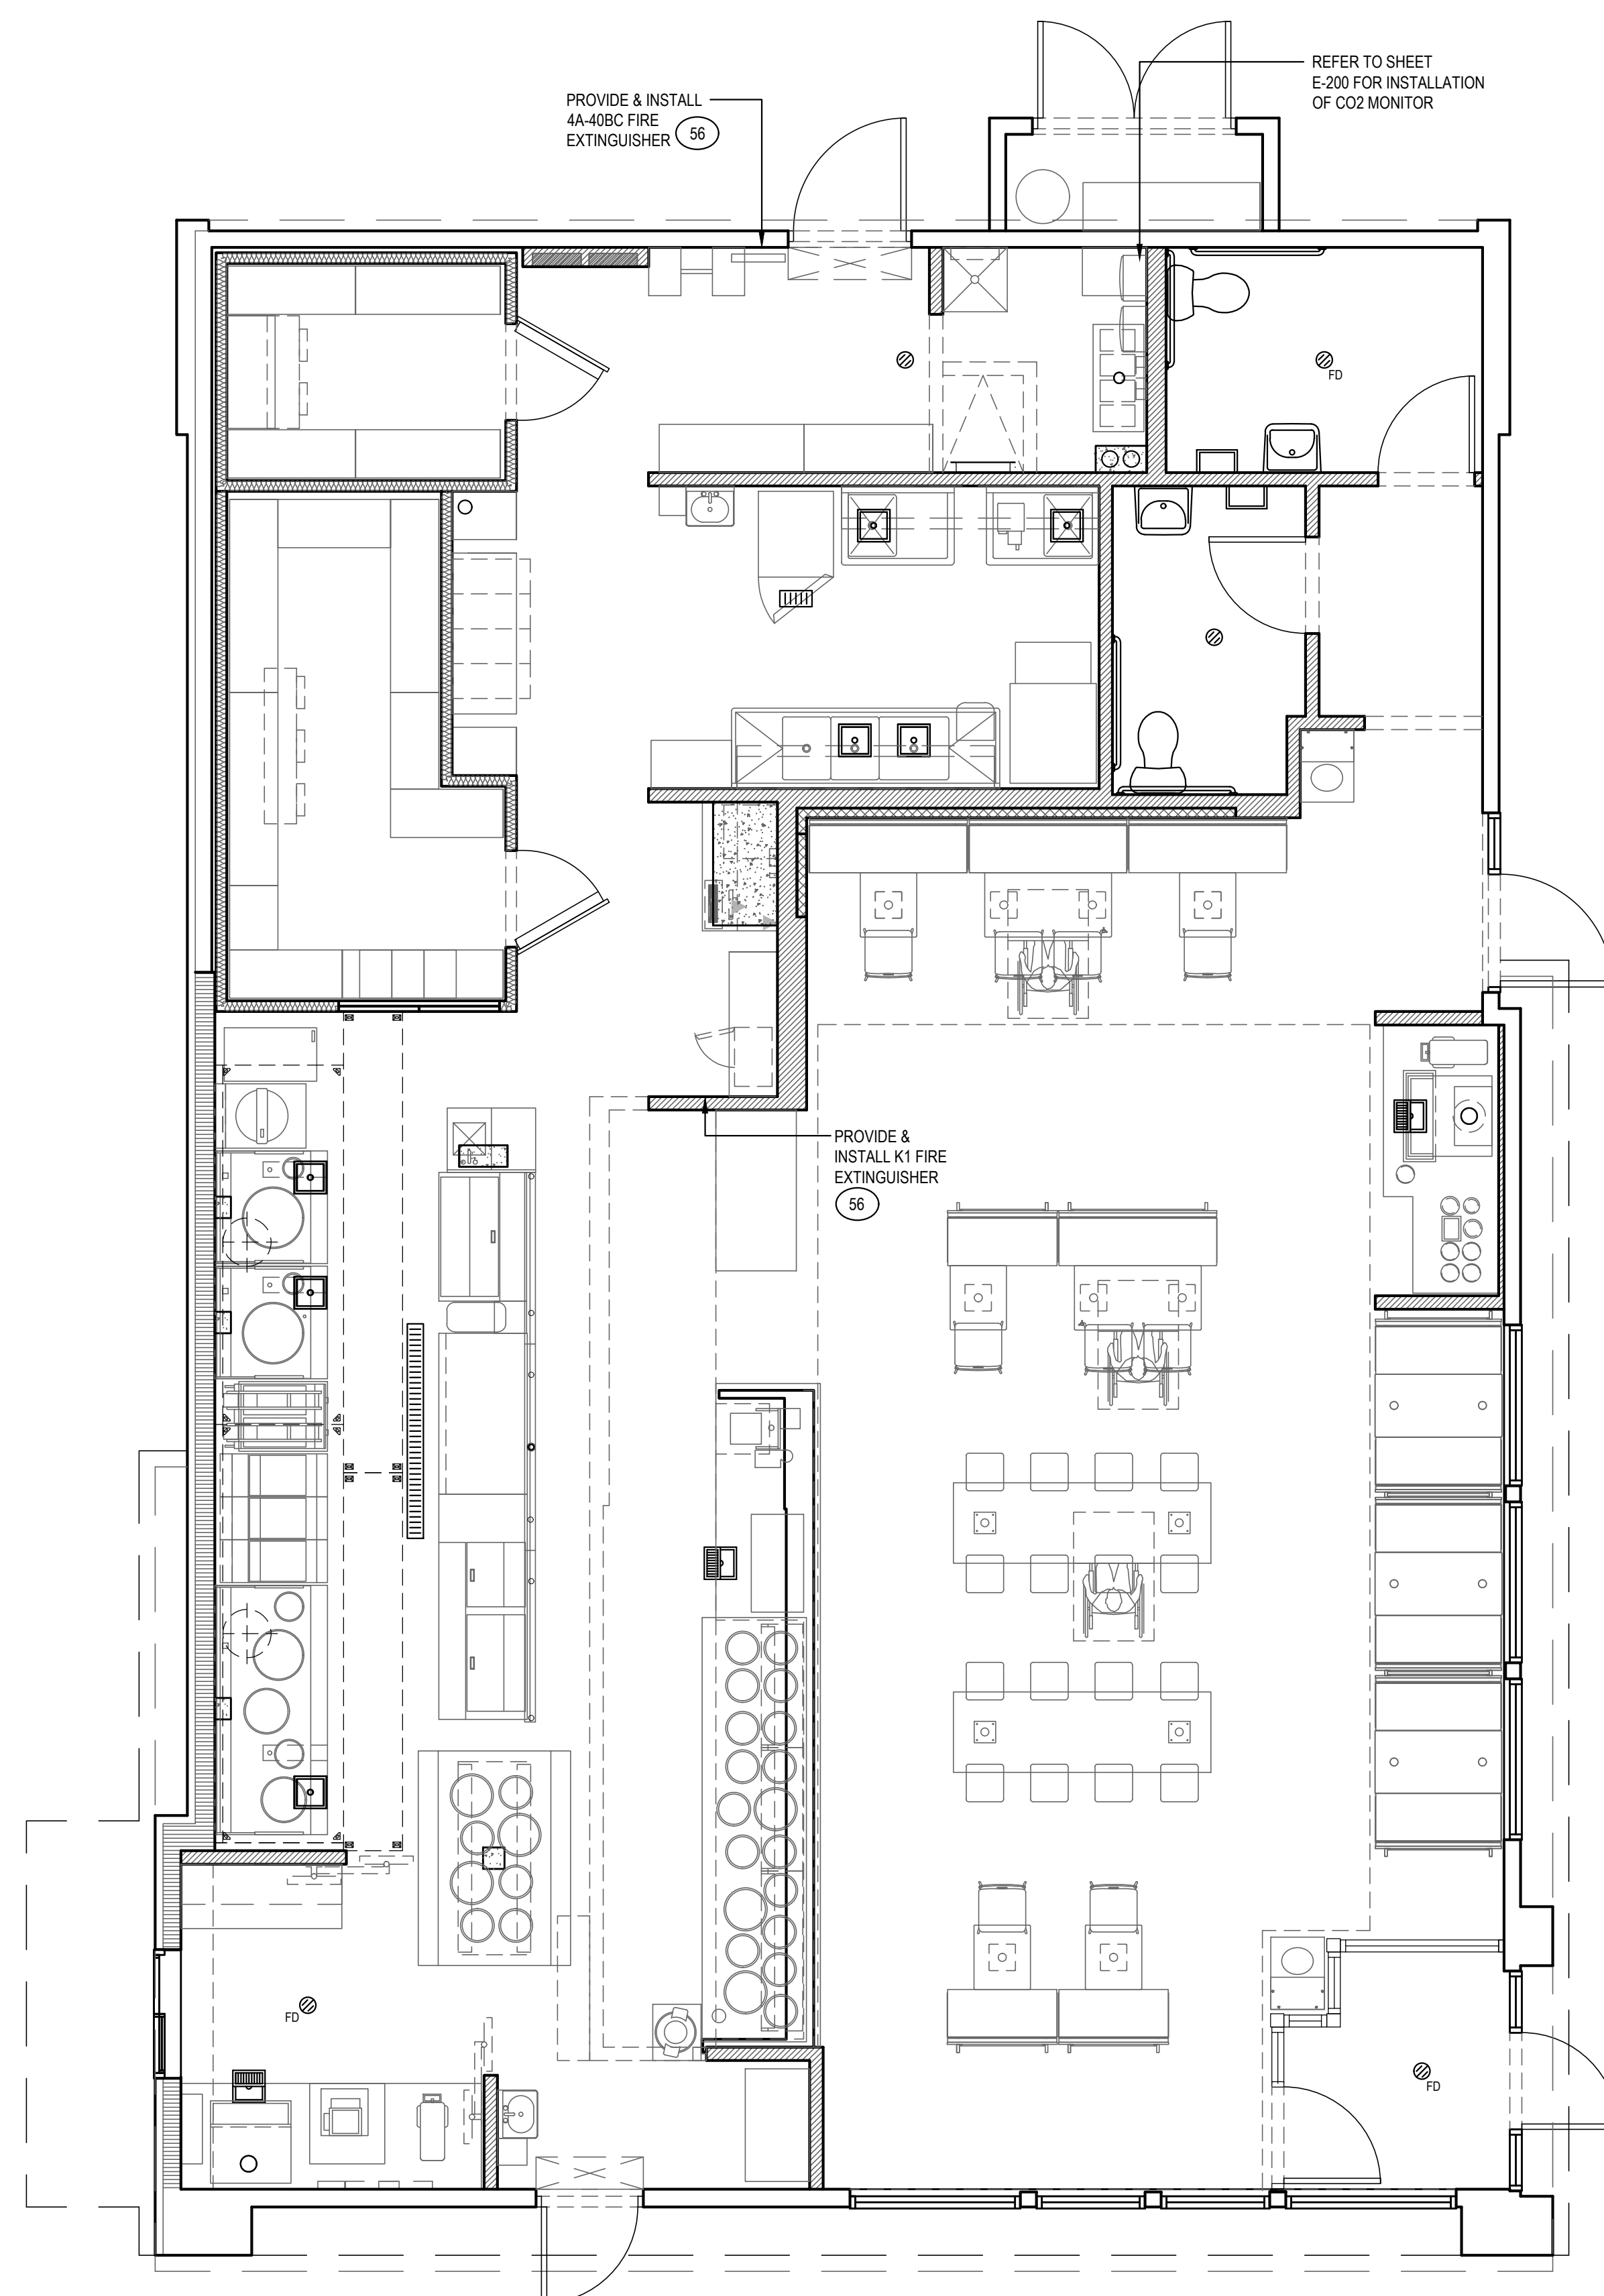 REFER TO SHEET
E-200 FOR INSTALLATION
OF CO2 MONITOR
PROVIDE & INSTALL
4A-40BC FIRE
EXTINGUISHER 56
FD
PROVIDE &
INSTALL K1 FIRE
EXTINGUISHER
56
FD
FD